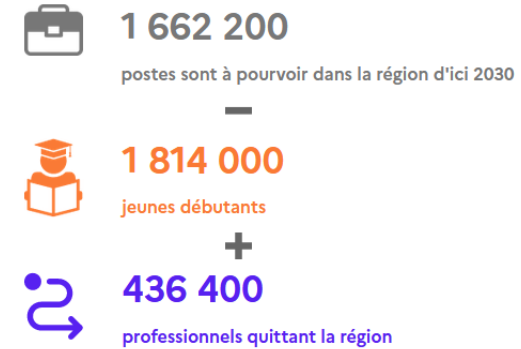 1 662 200
postes sont à pourvoir dans la région d'ici 2030
−
1 814 000
jeunes débutants
+
436 400
professionnels quittant la région